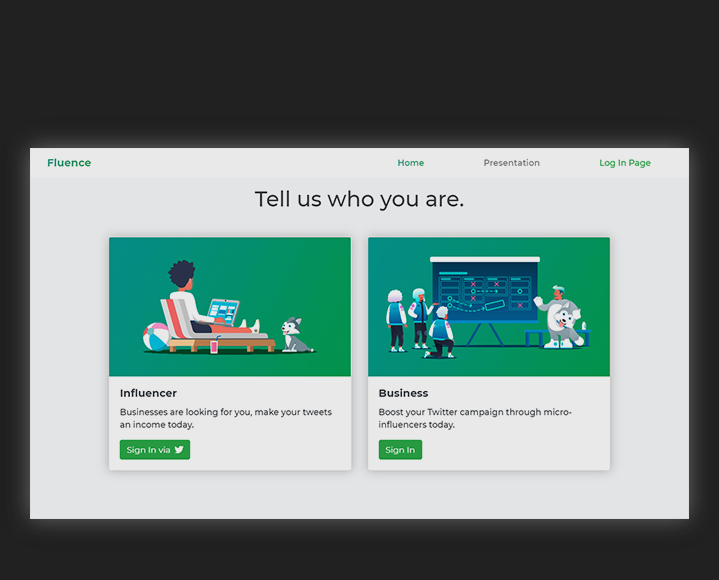 Fluence
Home
Presentation
Log In Page
Tell us who you are.
Influencer
Businesses are looking for you, make your tweets
an income today.
Sign In via
Business
Boost your Twitter campaign through micro-
influencers today.
Sign In